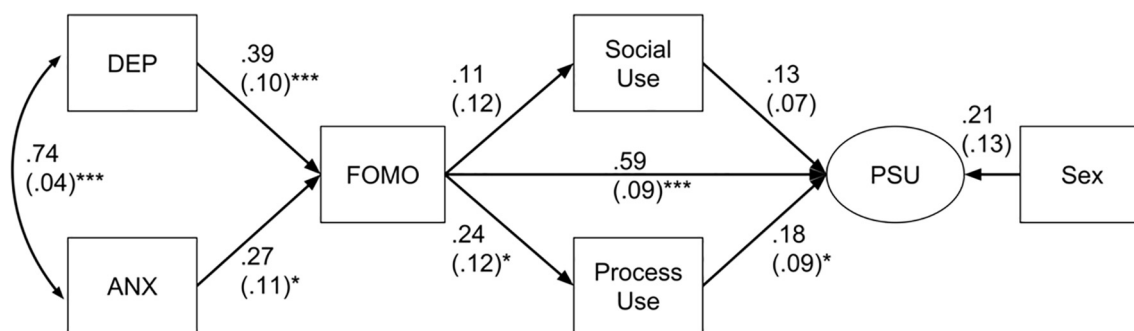 DEP
.39
(.10)***
.74
(.04)***
ANX
.27
(.11)*
FOMO
.11
(.12)
Social
Use
.13
(.07)
.59
(.09)***
.24
(.12)*
Process
Use
.18
(.09)*
PSU
.21
(.13)
Sex